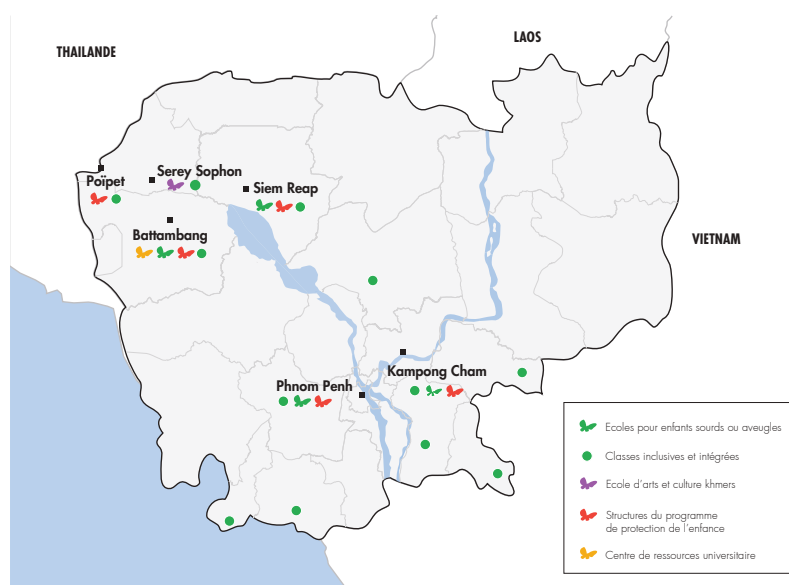 LAOS
THAILANDE
Serey Sophon
Poïpet
Siem Reap
Battambang
VIETNAM
Kampong Cham
Phnom Penh
Ecoles pour enfants sourds ou aveugles
Classes inclusives et intégrées
Ecole d'arts et culture khmers
Structures du programme
de protection de l'enfance
Centre de ressources universitaire